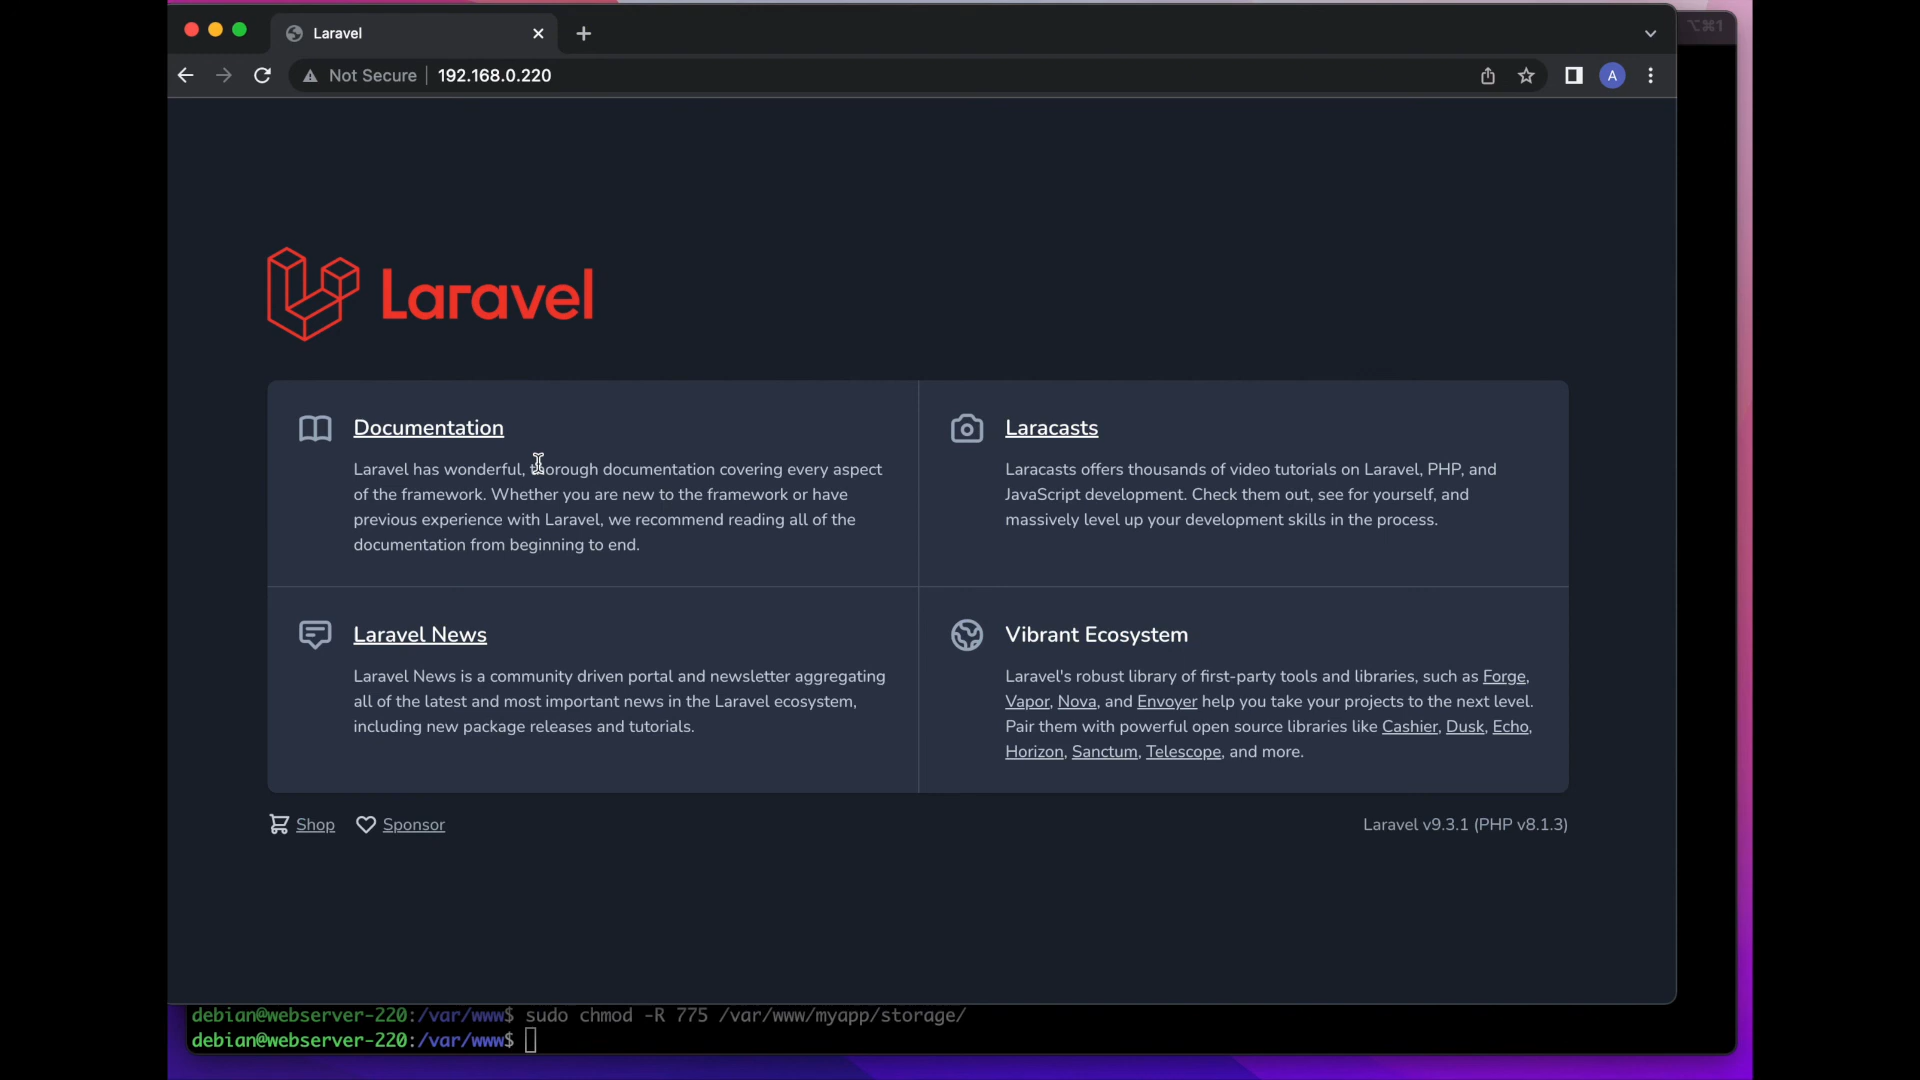 Laravel
⌥⌘1
Not Secure
192.168.0.220
A
Laravel
Documentation
Laravel has wonderful, thorough documentation covering every aspect
of the framework. Whether you are new to the framework or have
previous experience with Laravel, we recommend reading all of the
documentation from beginning to end.
Laracasts
Laracasts offers thousands of video tutorials on Laravel, PHP, and
JavaScript development. Check them out, see for yourself, and
massively level up your development skills in the process.
Laravel News
Laravel News is a community driven portal and newsletter aggregating
all of the latest and most important news in the Laravel ecosystem,
including new package releases and tutorials.
Vibrant Ecosystem
Laravel's robust library of first-party tools and libraries, such as Forge,
Vapor, Nova, and Envoyer help you take your projects to the next level.
Pair them with powerful open source libraries like Cashier, Dusk, Echo,
Horizon, Sanctum, Telescope, and more.
Shop
Sponsor
Laravel v9.3.1 (PHP v8.1.3)
debian@webserver-220:/var/www$ sudo chmod -R 775 /var/www/myapp/storage/
debian@webserver-220:/var/www$